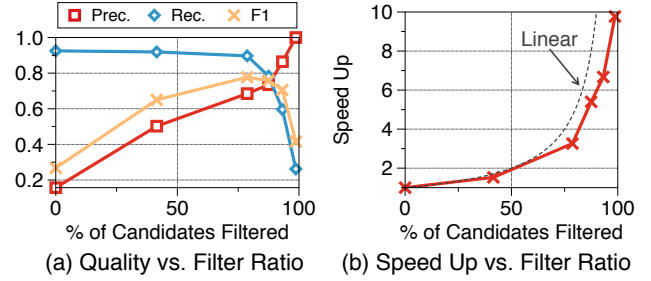 Prec. Rec. F1
1.0
0.8
0.6
0.4
0.2
0 50 100
% of Candidates Filtered
(a) Quality vs. Filter Ratio
Speed Up
10
8
6
4
2
Linear
0 50 100
% of Candidates Filtered
(b) Speed Up vs. Filter Ratio